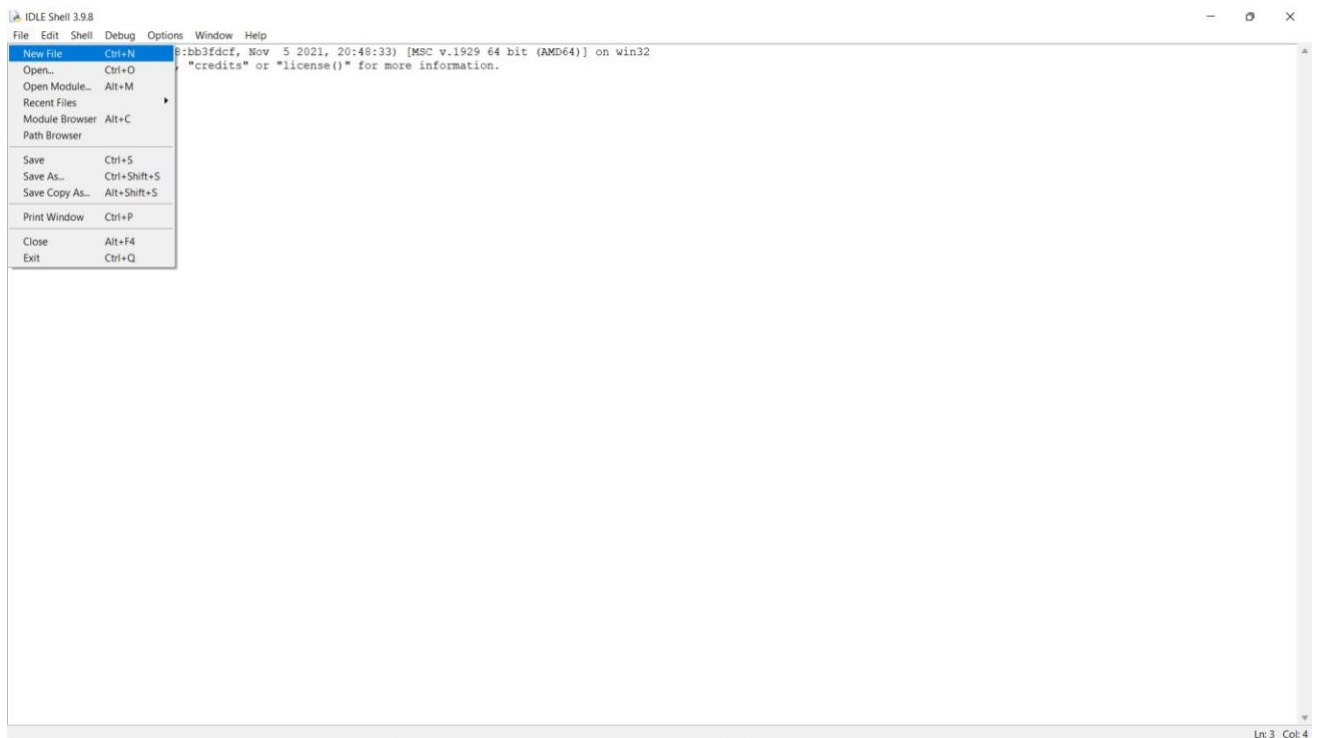 IDLE Shell 3.9.8
File Edit Shell Debug Options Window Help
8:bb3fdcf, Nov 5 2021, 20:48:33) [MSC v.1929 64 bit (AMD64)] on win32
, "credits" or "license()" for more information.
New File Ctrl+N
Open... Ctrl+O
Open Module... Alt+M
Recent Files
Module Browser Alt+C
Path Browser
Save Ctrl+S
Save As... Ctrl+Shift+S
Save Copy As... Alt+Shift+S
Print Window Ctrl+P
Close Alt+F4
Exit Ctrl+Q
Ln: 3 Col: 4